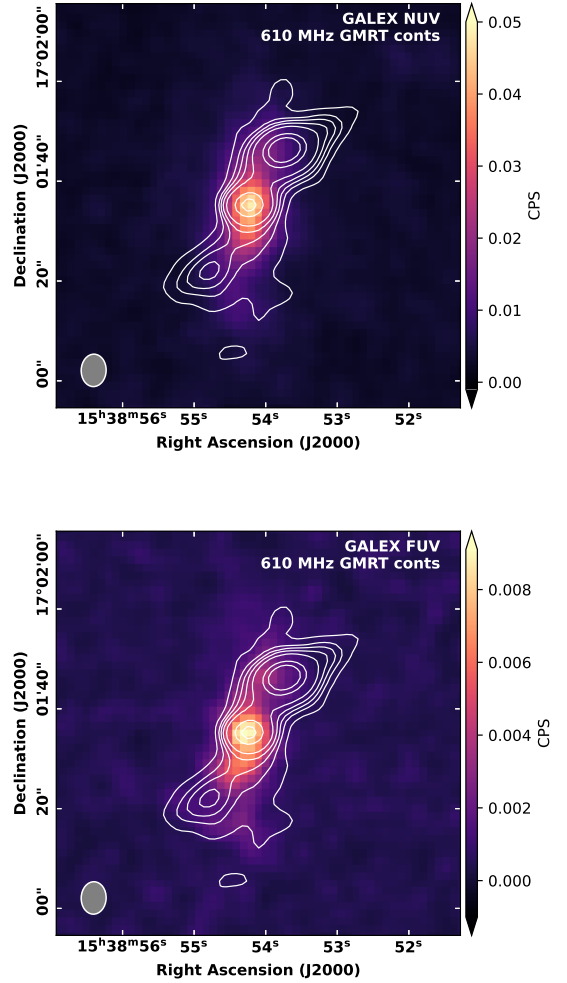 GALEX NUV
610 MHz GMRT conts
17°02'00"
01'40"
20"
00"
Declination (J2000)
15ʰ38ᵐ56ˢ 55ˢ 54ˢ 53ˢ 52ˢ
Right Ascension (J2000)
0.05
0.04
0.03
0.02
0.01
0.00
CPS
GALEX FUV
610 MHz GMRT conts
17°02'00"
01'40"
20"
00"
Declination (J2000)
15ʰ38ᵐ56ˢ 55ˢ 54ˢ 53ˢ 52ˢ
Right Ascension (J2000)
0.008
0.006
0.004
0.002
0.000
CPS